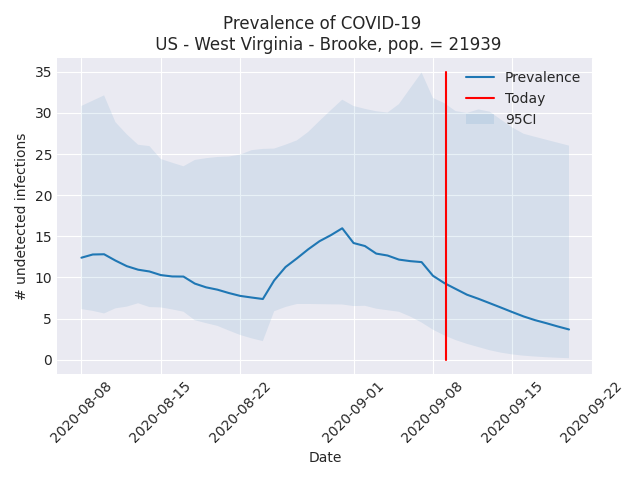 Prevalence of COVID-19
US - West Virginia - Brooke, pop. = 21939
35
30
25
20
15
10
5
0
# undetected infections
Prevalence
Today
95CI
2020-08-08
2020-08-15
2020-08-22
2020-09-01
2020-09-08
2020-09-15
2020-09-22
Date